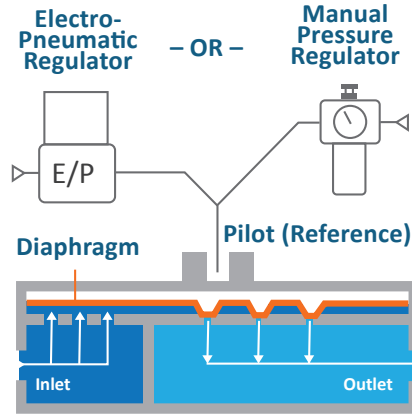 Electro-
Pneumatic
Regulator
– OR –
Manual
Pressure
Regulator
E/P
Pilot (Reference)
Diaphragm
Inlet
Outlet